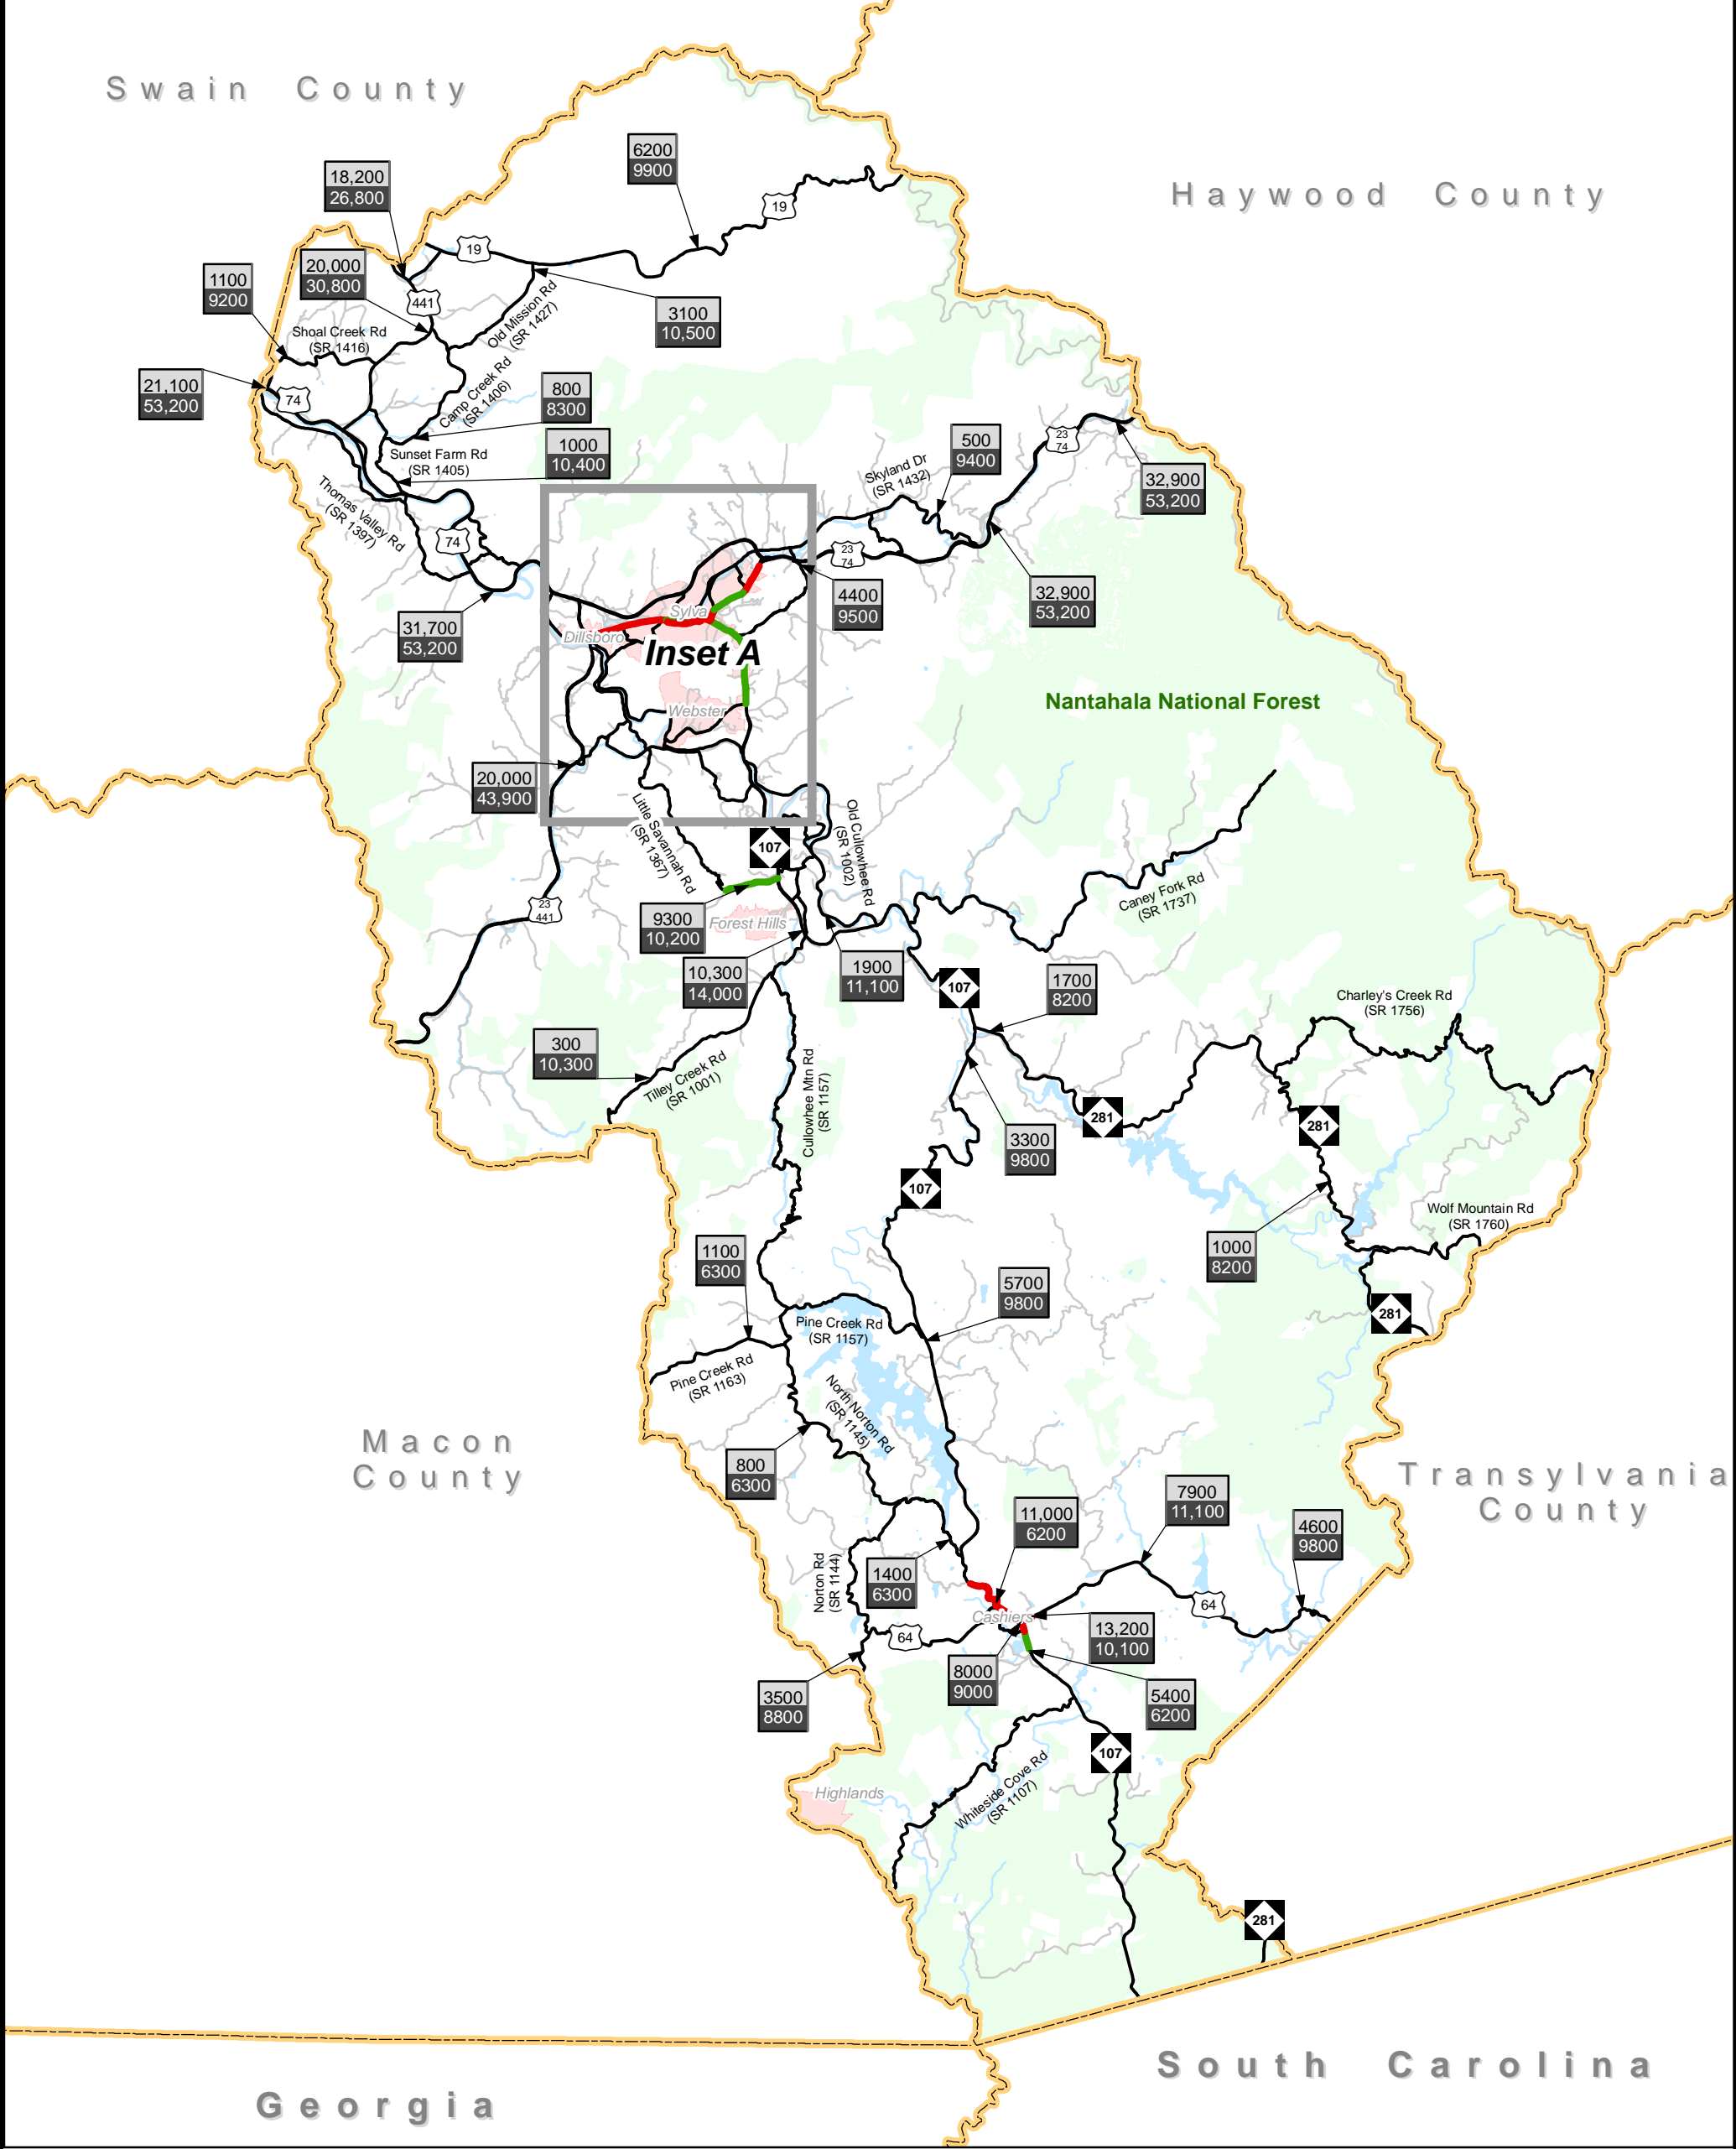 Swain County
Haywood County
6200
9900
18,200
26,800
19
19
20,000
30,800
1100
9200
441
3100
10,500
Shoal Creek Rd
(SR 1416)
Old Mission Rd
(SR 1427)
21,100
53,200
74
Camp Creek Rd
(SR 1406)
800
8300
Sunset Farm Rd
(SR 1405)
1000
10,400
500
9400
Skyland Dr
(SR 1432)
23
74
32,900
53,200
Thomas Valley Rd
(SR 1397)
74
23
74
4400
9500
32,900
53,200
31,700
53,200
Sylva
Dillsboro
Inset A
Webster
Nantahala National Forest
20,000
43,900
Little Savannah Rd
(SR 1367)
107
Old Cullowhee Rd
(SR 1002)
23
441
9300
10,200
Forest Hills
Caney Fork Rd
(SR 1737)
10,300
14,000
1900
11,100
107
1700
8200
Charley's Creek Rd
(SR 1756)
300
10,300
Tilley Creek Rd
(SR 1001)
Cullowhee Mtn Rd
(SR 1157)
281
281
3300
9800
107
1000
8200
Wolf Mountain Rd
(SR 1760)
1100
6300
5700
9800
281
Pine Creek Rd
(SR 1157)
Pine Creek Rd
(SR 1163)
North Norton Rd
(SR 1145)
Macon
County
800
6300
Transylvania
County
11,000
6200
7900
11,100
4600
9800
Norton Rd
(SR 1144)
1400
6300
64
Cashiers
64
13,200
10,100
8000
9000
3500
8800
5400
6200
107
Whiteside Cove Rd
(SR 1107)
Highlands
281
South Carolina
Georgia